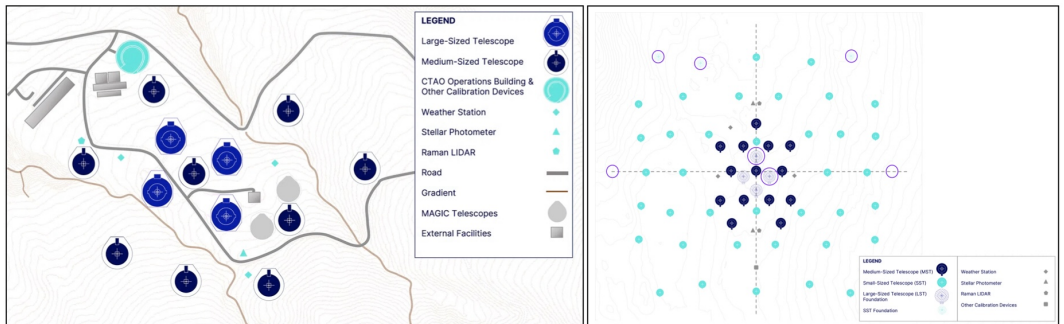 LEGEND
Large-Sized Telescope
Medium-Sized Telescope
CTAO Operations Building &
Other Calibration Devices
Weather Station
Stellar Photometer
Raman LIDAR
Road
Gradient
MAGIC Telescopes
External Facilities
LEGEND
Medium-Sized Telescope (MST)
Small-Sized Telescope (SST)
Large-Sized Telescope (LST)
Foundation
SST Foundation
Weather Station
Stellar Photometer
Raman LIDAR
Other Calibration Devices